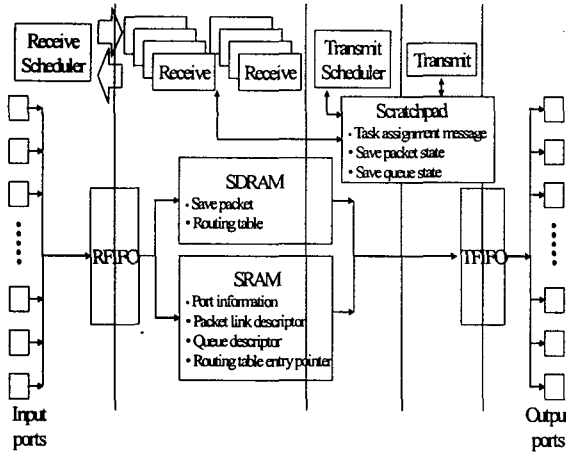 Receive
Scheduler
Receive
Receive
Transmit
Scheduler
Transmit
Scratchpad
• Task assignment message
• Save packet state
• Save queue state
SDRAM
• Save packet
• Routing table
RFIFO
TFIFO
SRAM
• Port information
• Packet link descriptor
• Queue descriptor
• Routing table entry pointer
Input
ports
Output
ports